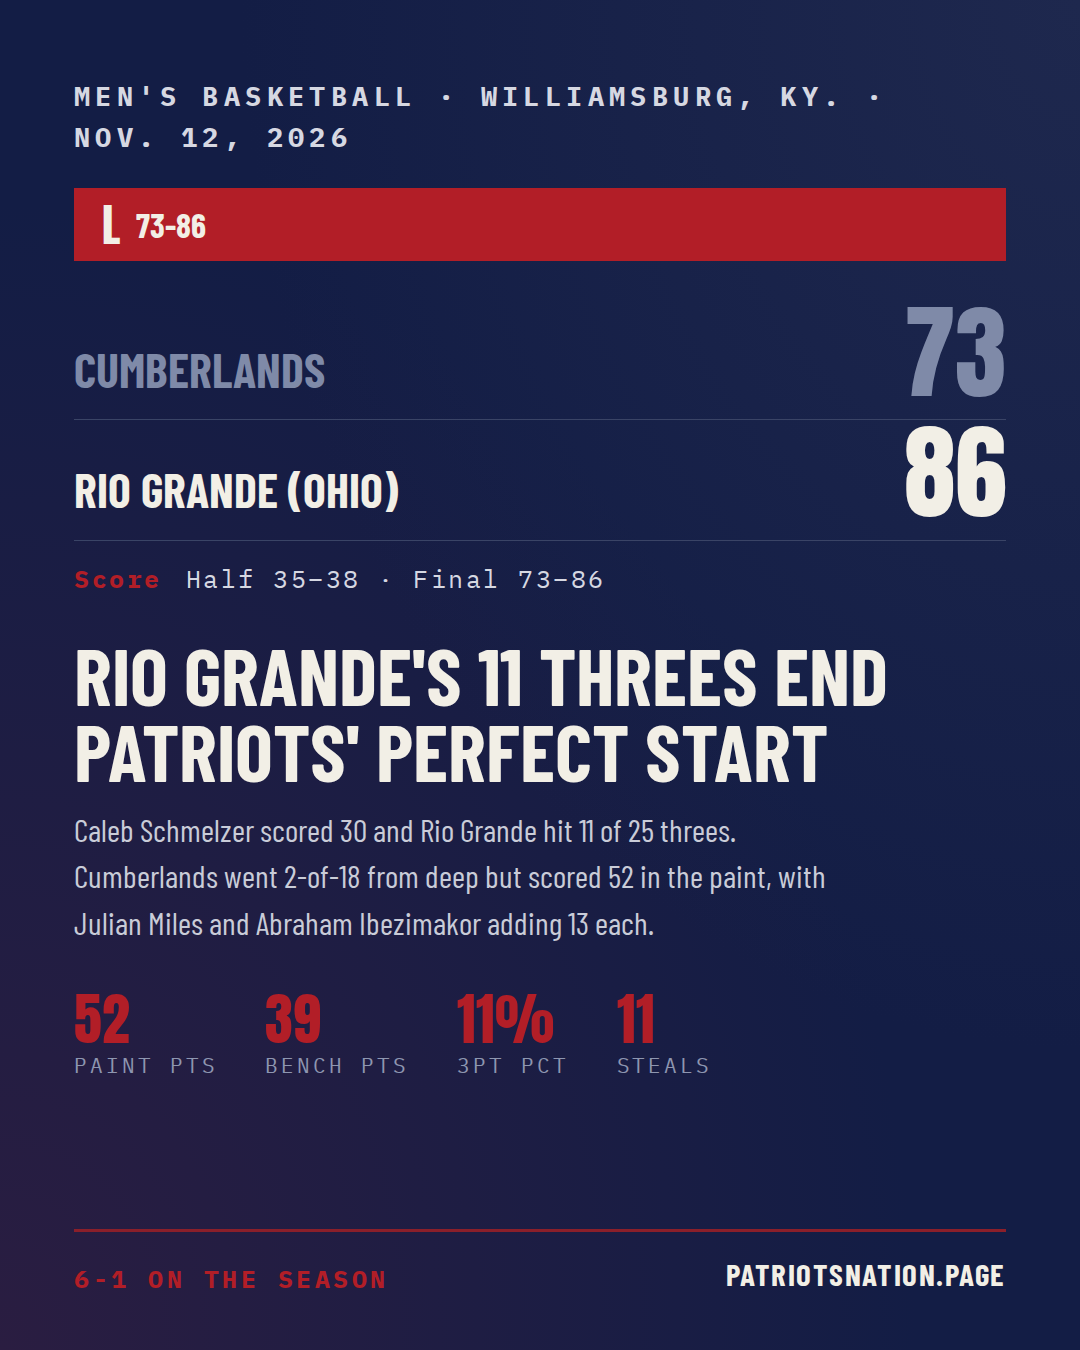 MEN'S BASKETBALL · WILLIAMSBURG, KY. ·
NOV. 12, 2026
L 73-86
CUMBERLANDS 73
RIO GRANDE (OHIO) 86
Score Half 35–38 · Final 73–86
RIO GRANDE'S 11 THREES END
PATRIOTS' PERFECT START
Caleb Schmelzer scored 30 and Rio Grande hit 11 of 25 threes.
Cumberlands went 2-of-18 from deep but scored 52 in the paint, with
Julian Miles and Abraham Ibezimakor adding 13 each.
52 39 11% 11
PAINT PTS BENCH PTS 3PT PCT STEALS
6-1 ON THE SEASON PATRIOTSNATION.PAGE